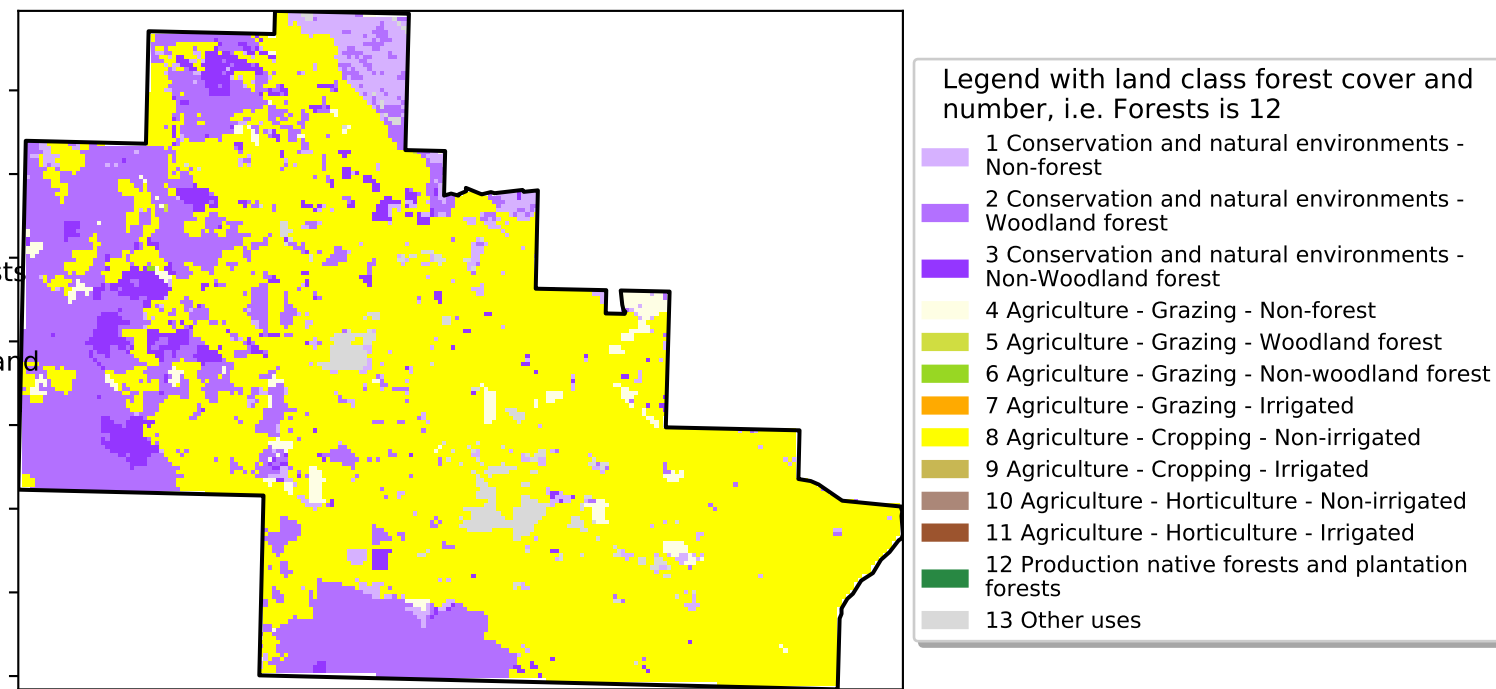 Legend with land class forest cover and
number, i.e. Forests is 12
1 Conservation and natural environments -
Non-forest
2 Conservation and natural environments -
Woodland forest
3 Conservation and natural environments -
Non-Woodland forest
4 Agriculture - Grazing - Non-forest
5 Agriculture - Grazing - Woodland forest
6 Agriculture - Grazing - Non-woodland forest
7 Agriculture - Grazing - Irrigated
8 Agriculture - Cropping - Non-irrigated
9 Agriculture - Cropping - Irrigated
10 Agriculture - Horticulture - Non-irrigated
11 Agriculture - Horticulture - Irrigated
12 Production native forests and plantation
forests
13 Other uses